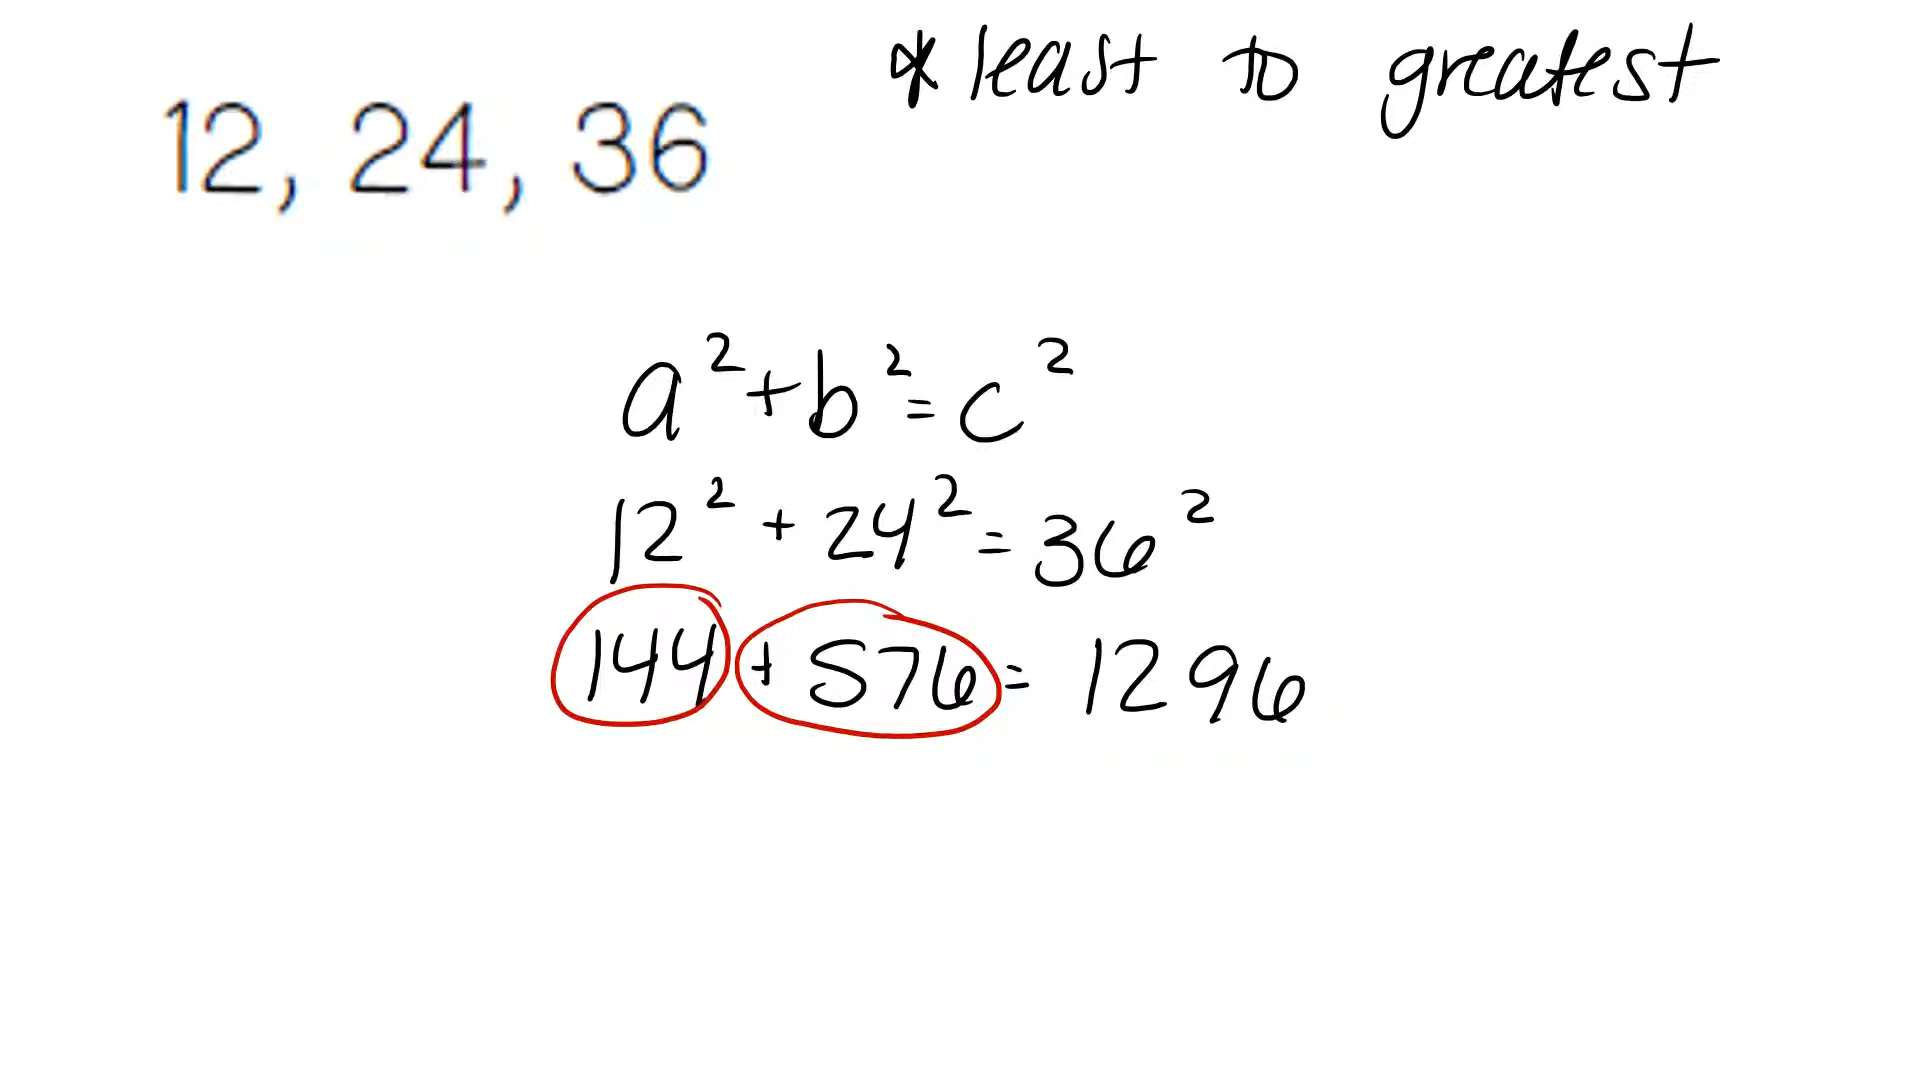 * least to greatest
12, 24, 36
a² + b² = c²
12² + 24² = 36²
144 + 576 = 1296